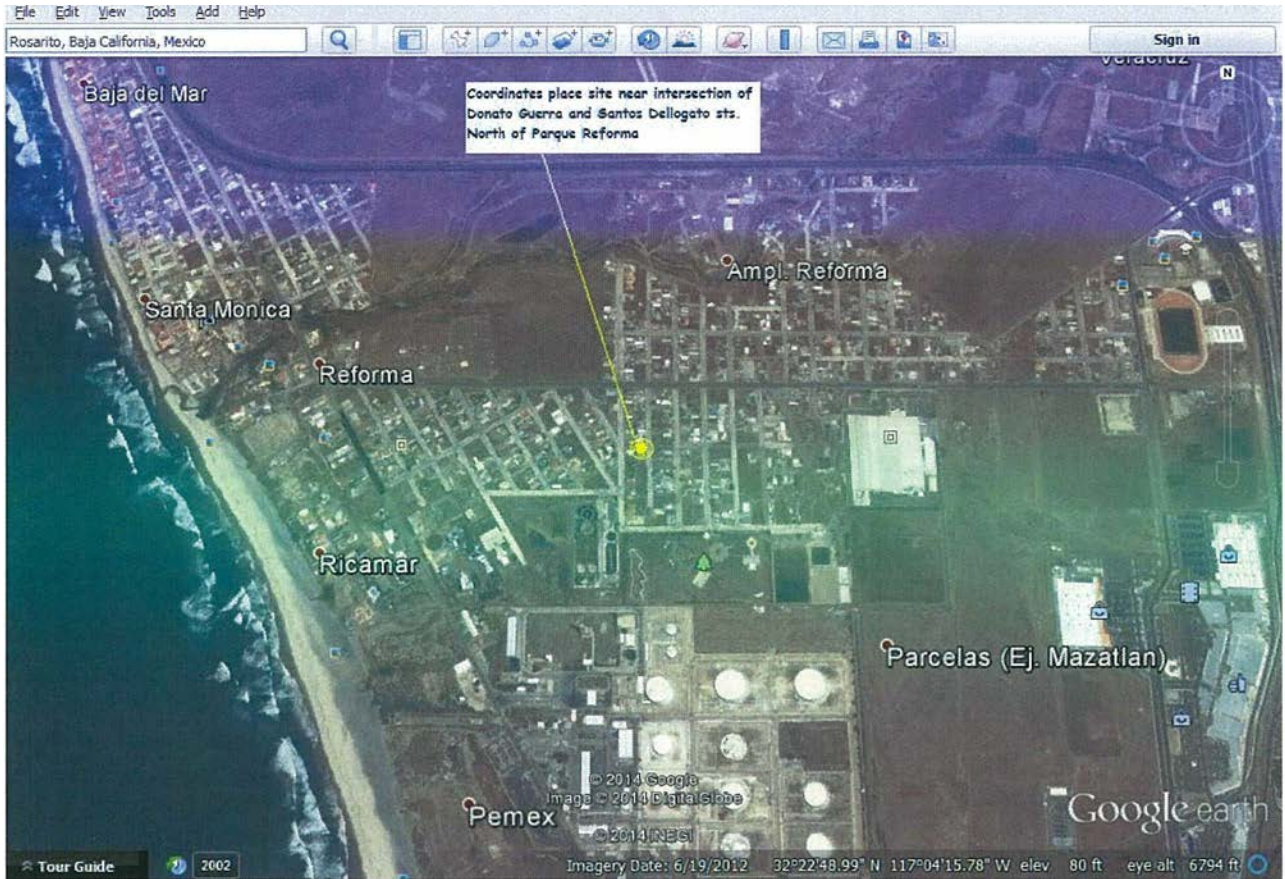 File Edit View Tools Add Help
Rosarito, Baja California, Mexico
Sign in
Veracruz
N
Baja del Mar
Coordinates place site near intersection of
Donato Guerra and Santos Dellogato sts.
North of Parque Reforma
Ampl. Reforma
Santa Monica
Reforma
Ricamar
Parcelas (Ej. Mazatlan)
© 2014 Google
Image © 2014 DigitalGlobe
© 2014 INEGI
Pemex
Google earth
Tour Guide
2002
Imagery Date: 6/19/2012 32°22'48.99" N 117°04'15.78" W elev 80 ft eye alt 6794 ft